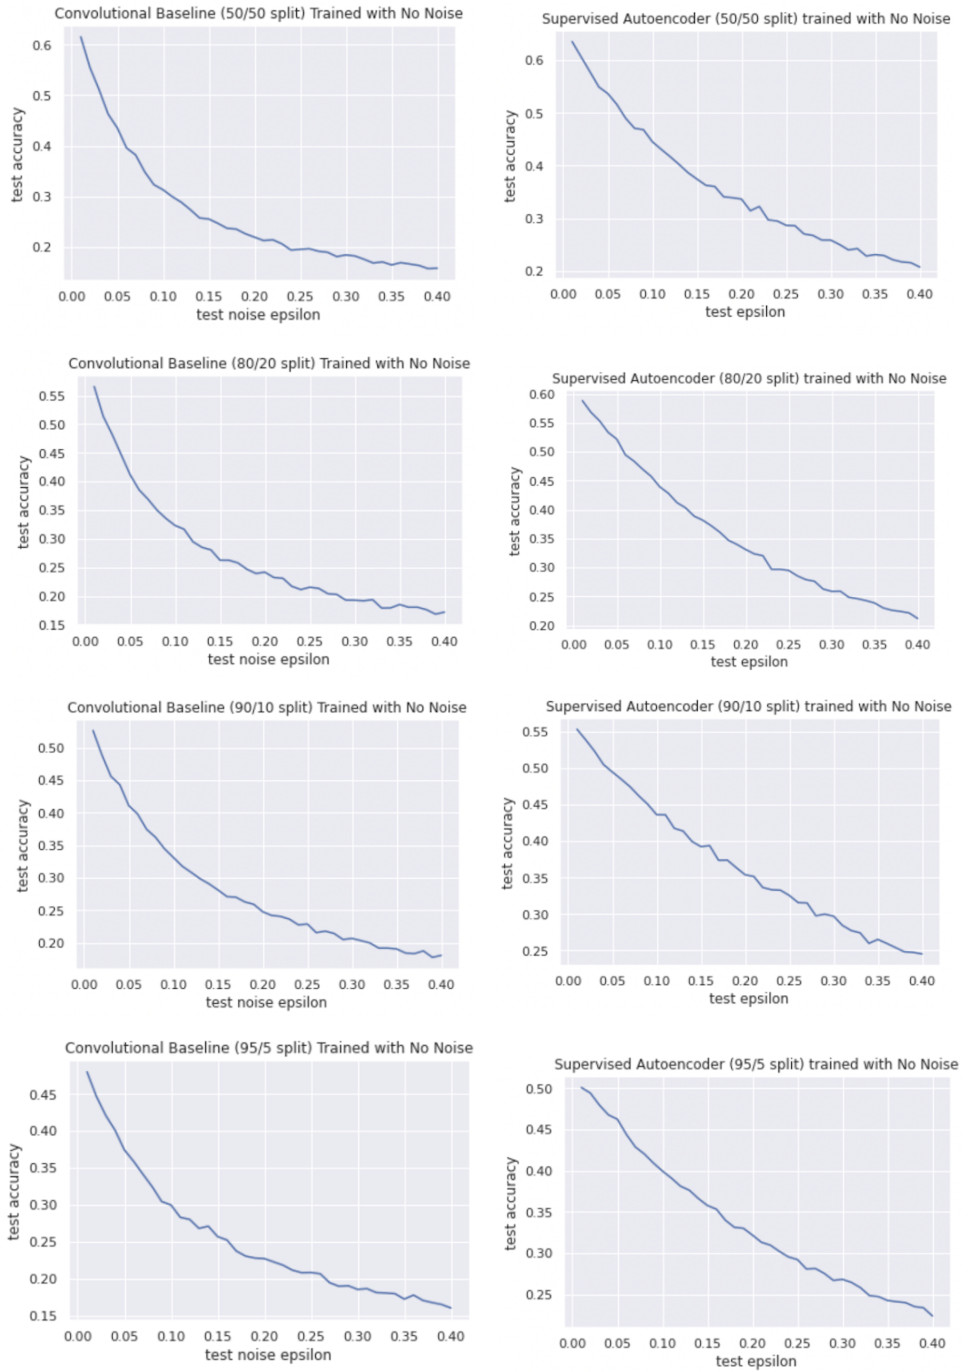 Convolutional Baseline (50/50 split) Trained with No Noise
0.6
0.5
0.4
0.3
0.2
test accuracy
0.00 0.05 0.10 0.15 0.20 0.25 0.30 0.35 0.40
test noise epsilon
Supervised Autoencoder (50/50 split) trained with No Noise
0.6
0.5
0.4
0.3
0.2
test accuracy
0.00 0.05 0.10 0.15 0.20 0.25 0.30 0.35 0.40
test epsilon
Convolutional Baseline (80/20 split) Trained with No Noise
0.55
0.50
0.45
0.40
0.35
0.30
0.25
0.20
0.15
test accuracy
0.00 0.05 0.10 0.15 0.20 0.25 0.30 0.35 0.40
test noise epsilon
Supervised Autoencoder (80/20 split) trained with No Noise
0.60
0.55
0.50
0.45
0.40
0.35
0.30
0.25
0.20
test accuracy
0.00 0.05 0.10 0.15 0.20 0.25 0.30 0.35 0.40
test epsilon
Convolutional Baseline (90/10 split) Trained with No Noise
0.50
0.45
0.40
0.35
0.30
0.25
0.20
test accuracy
0.00 0.05 0.10 0.15 0.20 0.25 0.30 0.35 0.40
test noise epsilon
Supervised Autoencoder (90/10 split) trained with No Noise
0.55
0.50
0.45
0.40
0.35
0.30
0.25
test accuracy
0.00 0.05 0.10 0.15 0.20 0.25 0.30 0.35 0.40
test epsilon
Convolutional Baseline (95/5 split) Trained with No Noise
0.45
0.40
0.35
0.30
0.25
0.20
0.15
test accuracy
0.00 0.05 0.10 0.15 0.20 0.25 0.30 0.35 0.40
test noise epsilon
Supervised Autoencoder (95/5 split) trained with No Noise
0.50
0.45
0.40
0.35
0.30
0.25
test accuracy
0.00 0.05 0.10 0.15 0.20 0.25 0.30 0.35 0.40
test epsilon